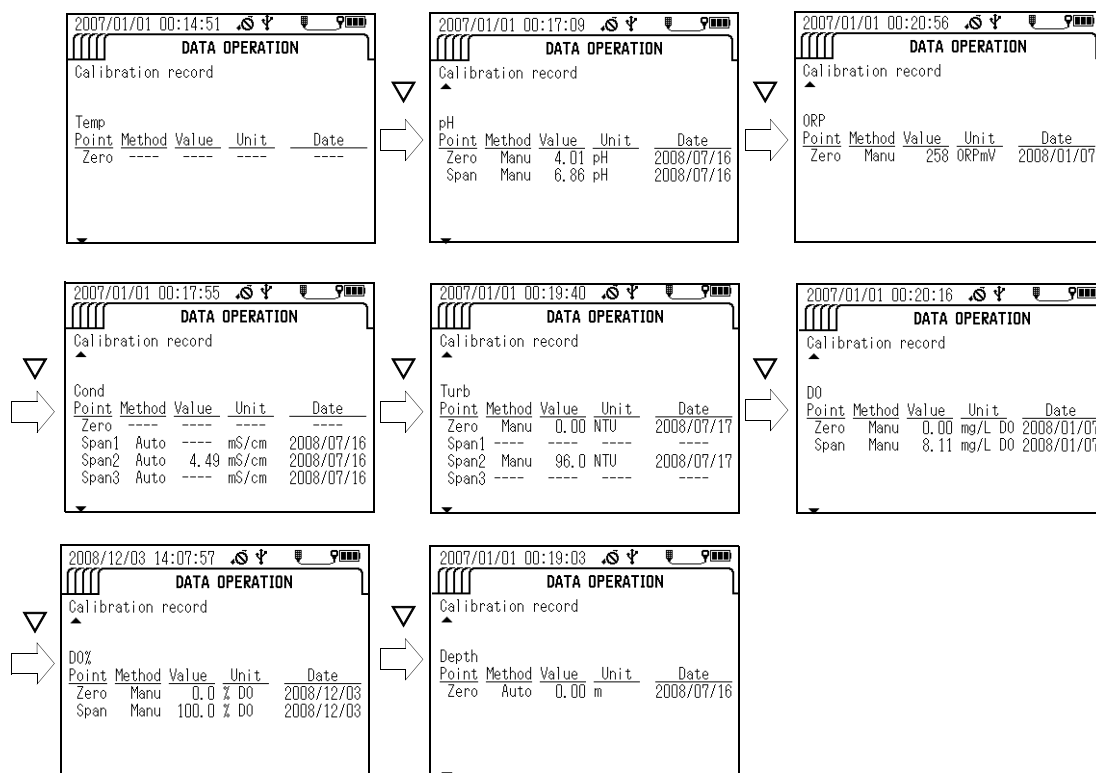 2007/01/01 00:14:51
DATA OPERATION
Calibration record
Temp
Point Method Value Unit Date
Zero ---- ---- ---- ----
2007/01/01 00:17:09
DATA OPERATION
Calibration record
pH
Point Method Value Unit Date
Zero Manu 4.01 pH 2008/07/16
Span Manu 6.86 pH 2008/07/16
2007/01/01 00:20:56
DATA OPERATION
Calibration record
ORP
Point Method Value Unit Date
Zero Manu 258 ORPmV 2008/01/07
2007/01/01 00:17:55
DATA OPERATION
Calibration record
Cond
Point Method Value Unit Date
Zero ---- ---- ---- ----
Span1 Auto ---- mS/cm 2008/07/16
Span2 Auto 4.49 mS/cm 2008/07/16
Span3 Auto ---- mS/cm 2008/07/16
2007/01/01 00:19:40
DATA OPERATION
Calibration record
Turb
Point Method Value Unit Date
Zero Manu 0.00 NTU 2008/07/17
Span1 ---- ---- ---- ----
Span2 Manu 96.0 NTU 2008/07/17
Span3 ---- ---- ---- ----
2007/01/01 00:20:16
DATA OPERATION
Calibration record
DO
Point Method Value Unit Date
Zero Manu 0.00 mg/L DO 2008/01/07
Span Manu 8.11 mg/L DO 2008/01/07
2008/12/03 14:07:57
DATA OPERATION
Calibration record
DO%
Point Method Value Unit Date
Zero Manu 0.0 % DO 2008/12/03
Span Manu 100.0 % DO 2008/12/03
2007/01/01 00:19:03
DATA OPERATION
Calibration record
Depth
Point Method Value Unit Date
Zero Auto 0.00 m 2008/07/16